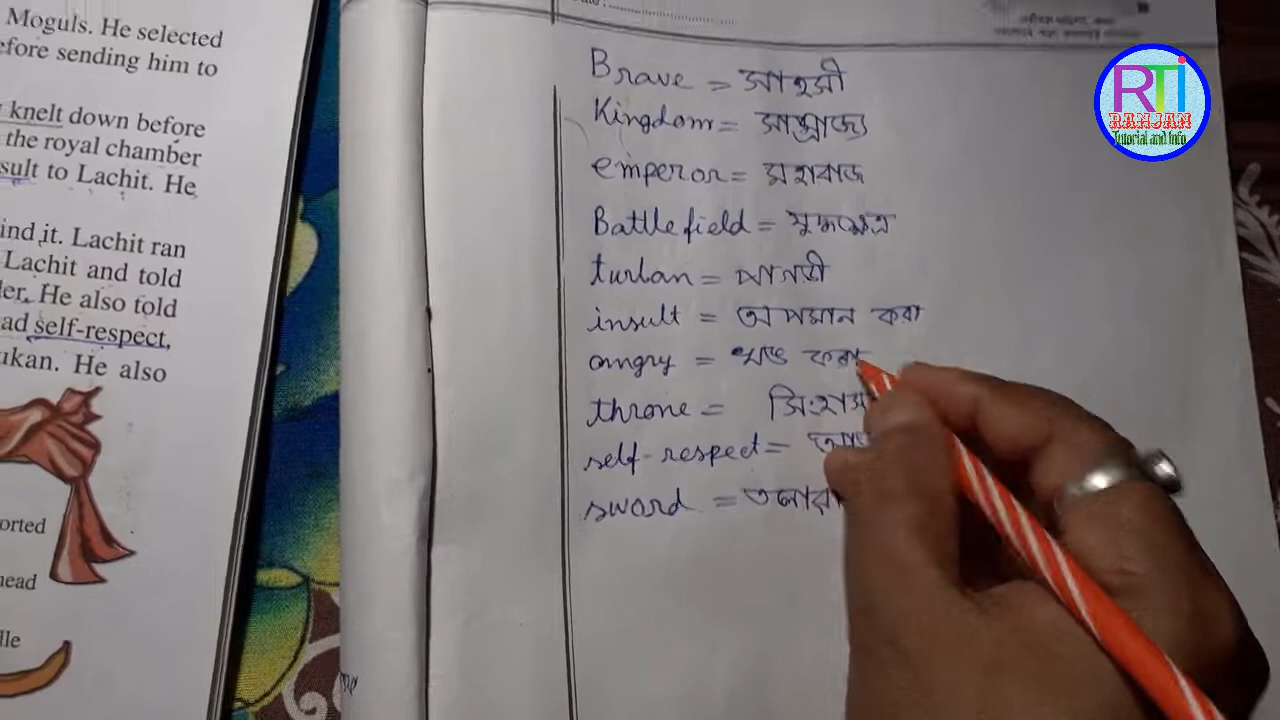 Moguls. He selected
efore sending him to
knelt down before
the royal chamber
sult to Lachit. He
ind it. Lachit ran
Lachit and told
der. He also told
ad self-respect,
ukan. He also
orted
head
lle
Brave = সাহসী
Kingdom = সাম্রাজ্য
emperor = মহারাজ
Battlefield = যুদ্ধক্ষেত্র
turban = পাগড়ী
insult = অপমান করা
angry = করা
throne =
self-respect =
sword =
RTI
RANJAN
Tutorial and Info